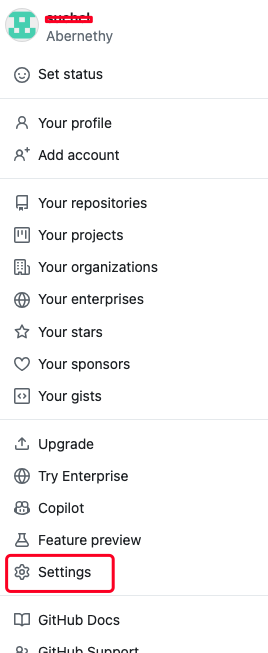 Abernethy
Set status
Your profile
Add account
Your repositories
Your projects
Your organizations
Your enterprises
Your stars
Your sponsors
Your gists
Upgrade
Try Enterprise
Copilot
Feature preview
Settings
GitHub Docs
GitHub Support